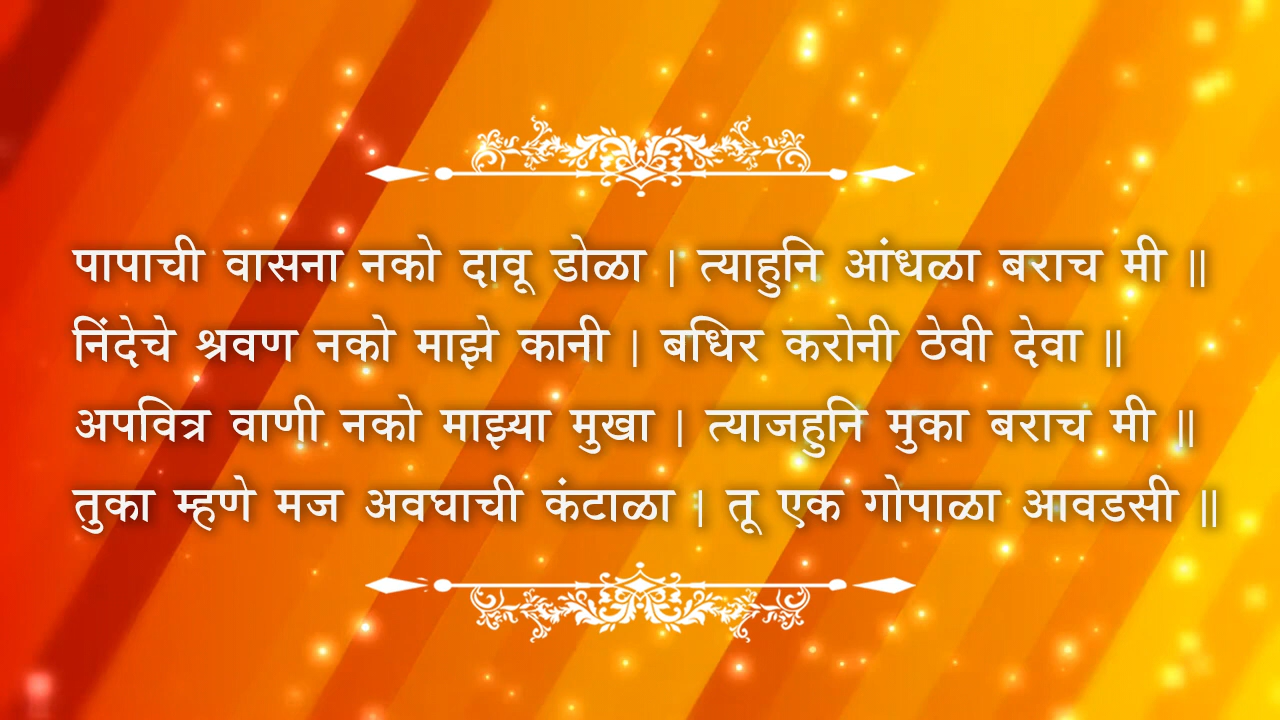 पापाची वासना नको दावू डोळा | त्याहुनि आंधळा बराच मी ||
निंदेचे श्रवण नको माझे कानी | बधिर करोनी ठेवी देवा ||
अपवित्र वाणी नको माझ्या मुखा | त्याजहुनि मुका बराच मी ||
तुका म्हणे मज अवघाची कंटाळा | तू एक गोपाळा आवडसी ||